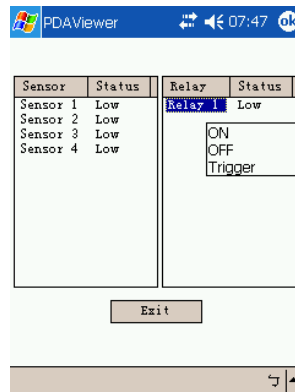 PDAViewer 07:47 ok
Sensor Status Relay Status
Sensor 1 Low Relay 1 Low
Sensor 2 Low
Sensor 3 Low
Sensor 4 Low
ON
OFF
Trigger
Exit